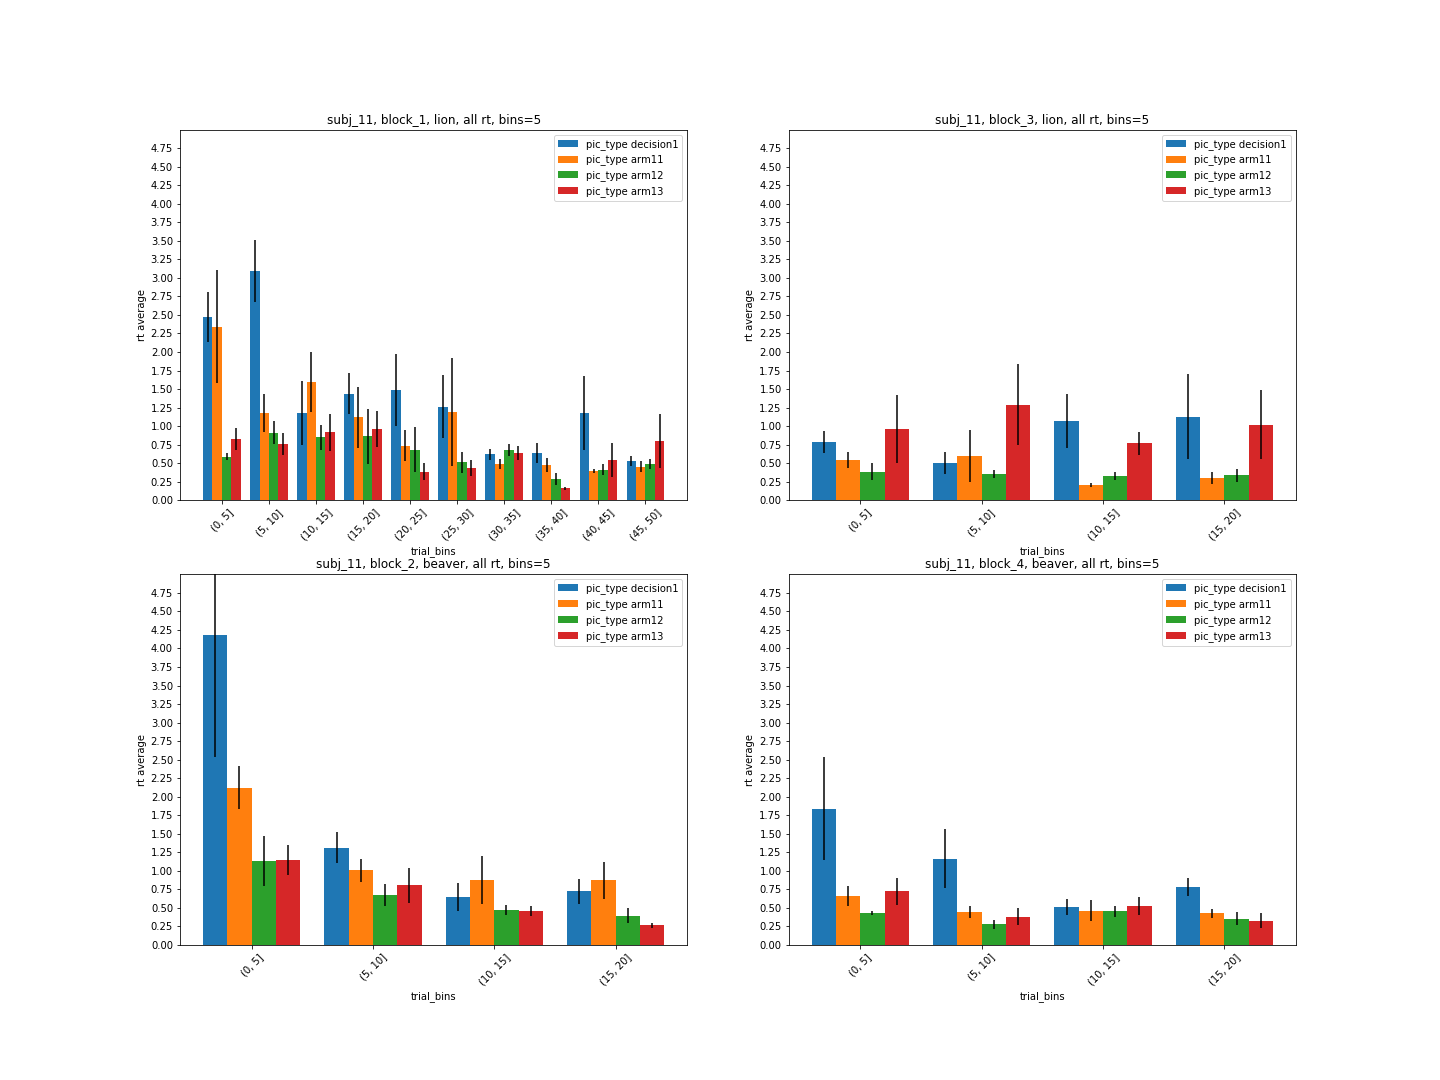 subj_11, block_1, lion, all rt, bins=5
rt average
4.75
4.50
4.25
4.00
3.75
3.50
3.25
3.00
2.75
2.50
2.25
2.00
1.75
1.50
1.25
1.00
0.75
0.50
0.25
0.00
pic_type decision1
pic_type arm11
pic_type arm12
pic_type arm13
(0, 5] (5, 10] (10, 15] (15, 20] (20, 25] (25, 30] (30, 35] (35, 40] (40, 45] (45, 50]
trial_bins
subj_11, block_3, lion, all rt, bins=5
rt average
4.75
4.50
4.25
4.00
3.75
3.50
3.25
3.00
2.75
2.50
2.25
2.00
1.75
1.50
1.25
1.00
0.75
0.50
0.25
0.00
pic_type decision1
pic_type arm11
pic_type arm12
pic_type arm13
(0, 5] (5, 10] (10, 15] (15, 20]
trial_bins
subj_11, block_2, beaver, all rt, bins=5
rt average
4.75
4.50
4.25
4.00
3.75
3.50
3.25
3.00
2.75
2.50
2.25
2.00
1.75
1.50
1.25
1.00
0.75
0.50
0.25
0.00
pic_type decision1
pic_type arm11
pic_type arm12
pic_type arm13
(0, 5] (5, 10] (10, 15] (15, 20]
trial_bins
subj_11, block_4, beaver, all rt, bins=5
rt average
4.75
4.50
4.25
4.00
3.75
3.50
3.25
3.00
2.75
2.50
2.25
2.00
1.75
1.50
1.25
1.00
0.75
0.50
0.25
0.00
pic_type decision1
pic_type arm11
pic_type arm12
pic_type arm13
(0, 5] (5, 10] (10, 15] (15, 20]
trial_bins